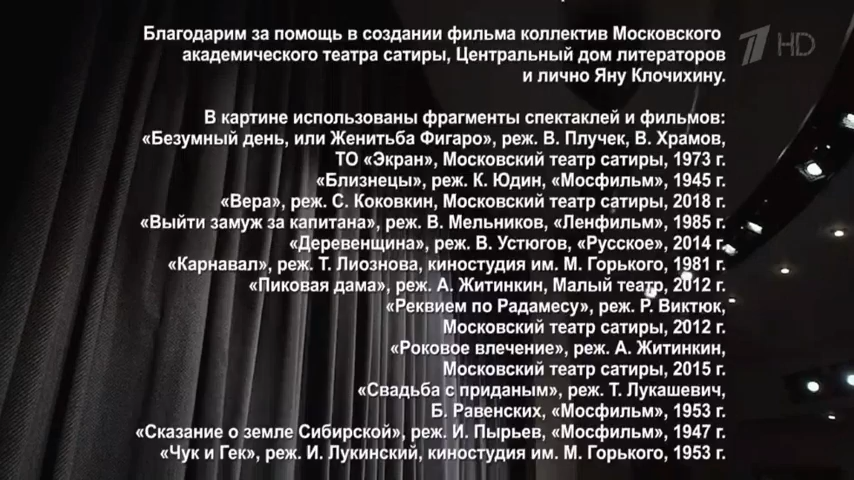 Благодарим за помощь в создании фильма коллектив Московского
академического театра сатиры, Центральный дом литераторов
и лично Яну Клочихину.
В картине использованы фрагменты спектаклей и фильмов:
«Безумный день, или Женитьба Фигаро», реж. В. Плучек, В. Храмов,
ТО «Экран», Московский театр сатиры, 1973 г.
«Близнецы», реж. К. Юдин, «Мосфильм», 1945 г.
«Вера», реж. С. Коковкин, Московский театр сатиры, 2018 г.
«Выйти замуж за капитана», реж. В. Мельников, «Ленфильм», 1985 г.
«Деревенщина», реж. В. Устюгов, «Русское», 2014 г.
«Карнавал», реж. Т. Лиознова, киностудия им. М. Горького, 1981 г.
«Пиковая дама», реж. А. Житинкин, Малый театр, 2012 г.
«Реквием по Радамесу», реж. Р. Виктюк,
Московский театр сатиры, 2012 г.
«Роковое влечение», реж. А. Житинкин,
Московский театр сатиры, 2015 г.
«Свадьба с приданым», реж. Т. Лукашевич,
Б. Равенских, «Мосфильм», 1953 г.
«Сказание о земле Сибирской», реж. И. Пырьев, «Мосфильм», 1947 г.
«Чук и Гек», реж. И. Лукинский, киностудия им. М. Горького, 1953 г.
1 HD